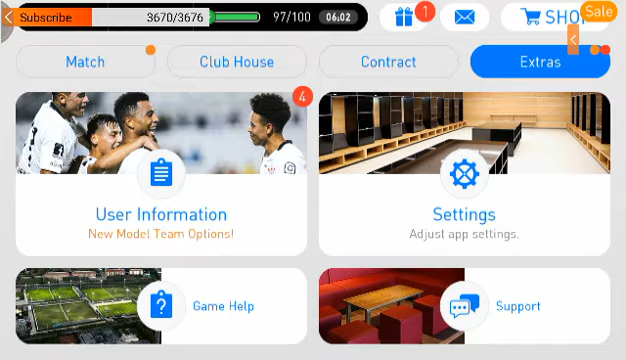 Subscribe
3670/3676
97/100
06:02
1
SHOP
Sale
Match
Club House
Contract
Extras
4
User Information
New Model Team Options!
Settings
Adjust app settings.
Game Help
Support